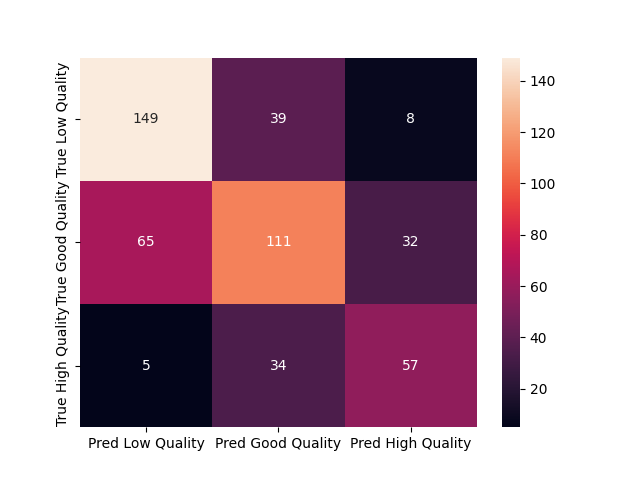 True Low Quality
149 39 8
True Good Quality
65 111 32
True High Quality
5 34 57
Pred Low Quality Pred Good Quality Pred High Quality
140
120
100
80
60
40
20